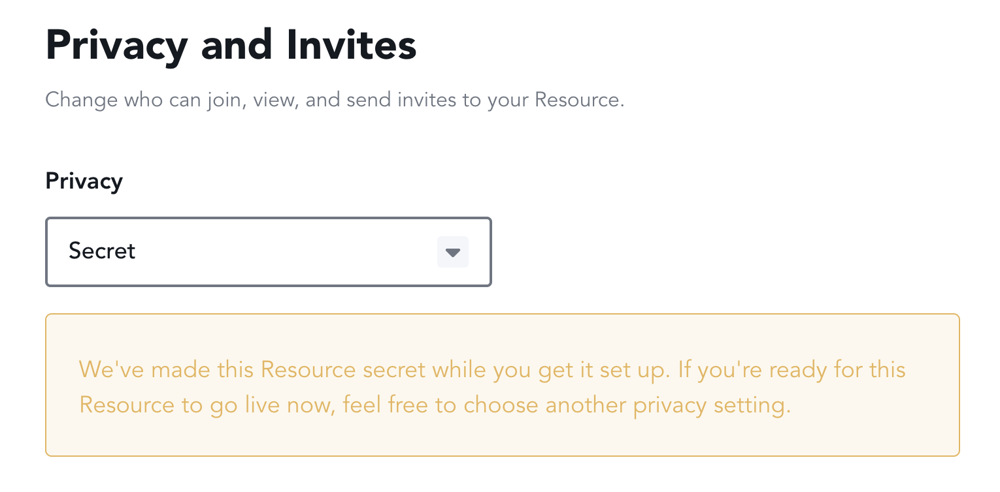 Privacy and Invites
Change who can join, view, and send invites to your Resource.
Privacy
Secret
We've made this Resource secret while you get it set up. If you're ready for this
Resource to go live now, feel free to choose another privacy setting.